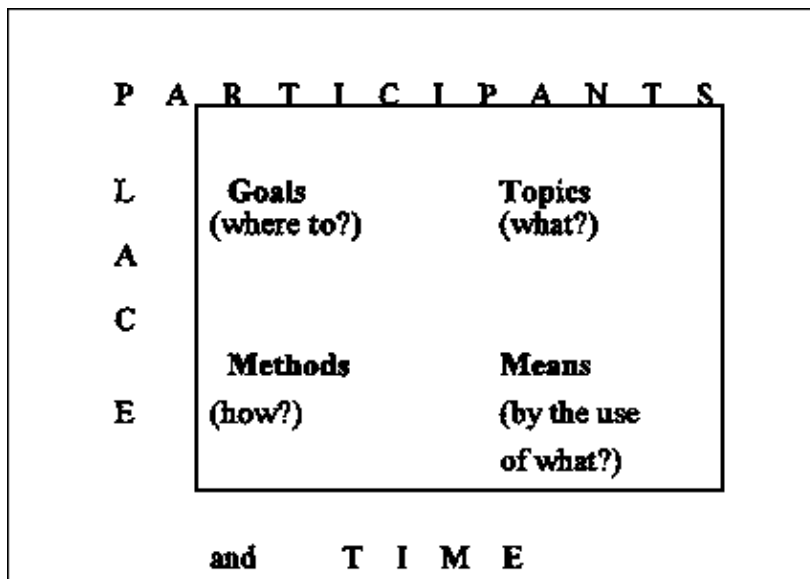 P A R T I C I P A N T S
L Goals Topics
(where to?) (what?)
A
C
Methods Means
E (how?) (by the use
of what?)
and T I M E